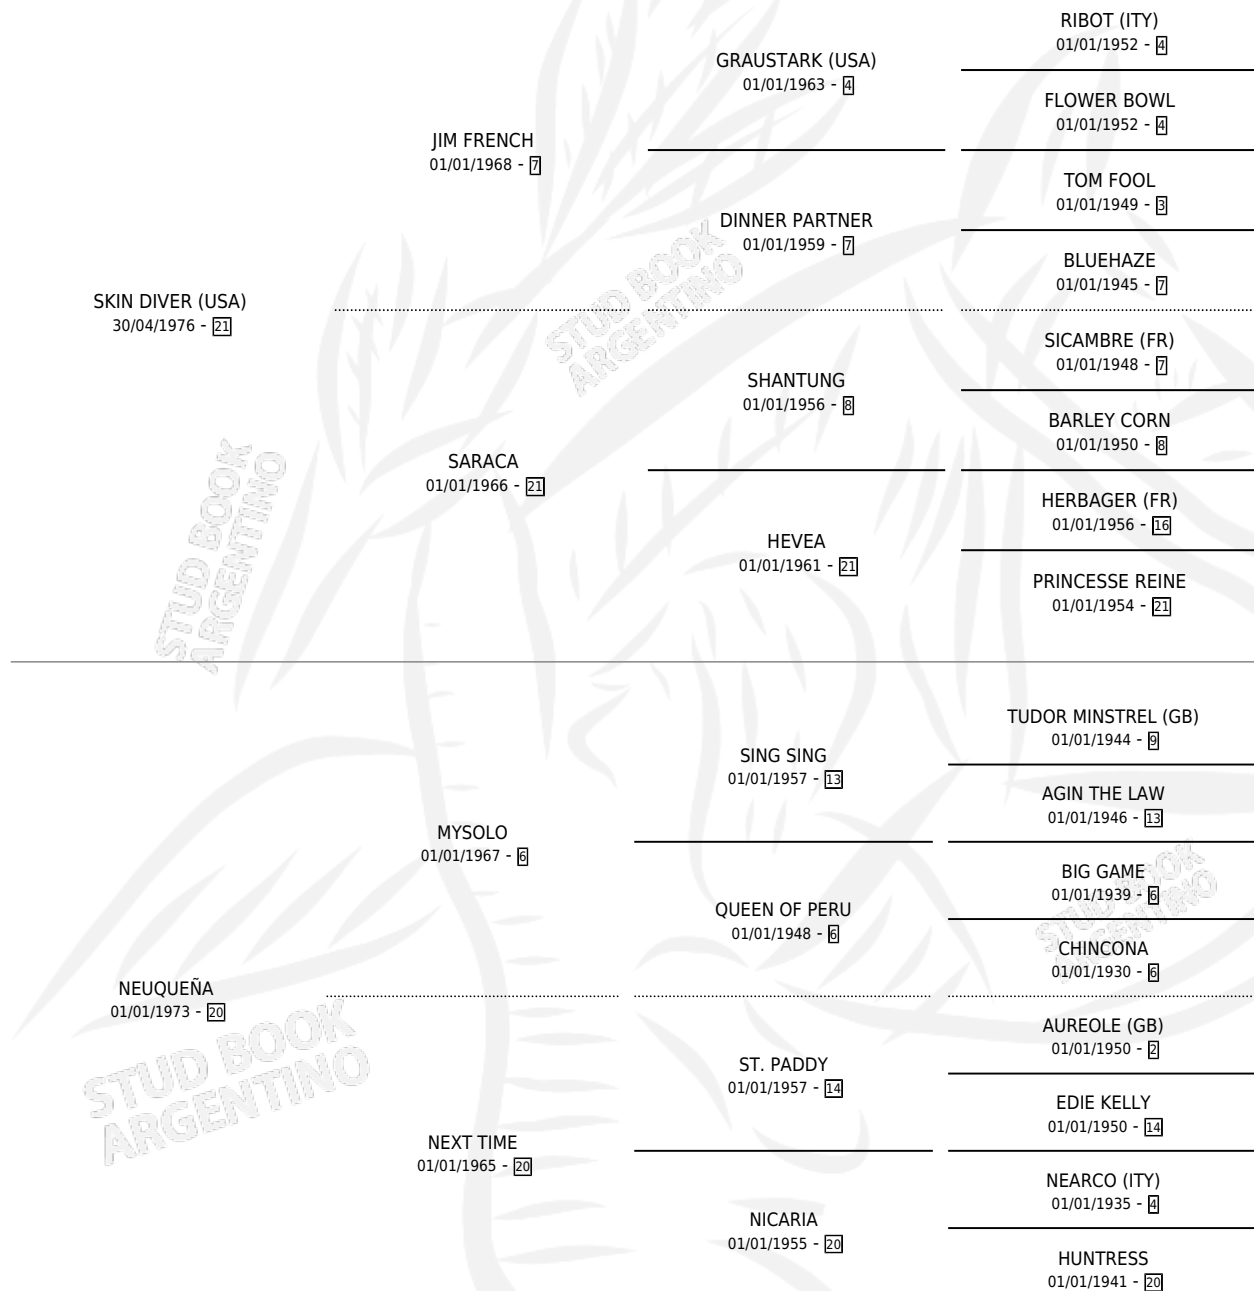 RIBOT (ITY)
01/01/1952 - 4
GRAUSTARK (USA)
01/01/1963 - 4
FLOWER BOWL
01/01/1952 - 4
JIM FRENCH
01/01/1968 - 7
TOM FOOL
01/01/1949 - 3
DINNER PARTNER
01/01/1959 - 7
BLUEHAZE
01/01/1945 - 7
SKIN DIVER (USA)
30/04/1976 - 21
SICAMBRE (FR)
01/01/1948 - 7
SHANTUNG
01/01/1956 - 8
BARLEY CORN
01/01/1950 - 8
SARACA
01/01/1966 - 21
HERBAGER (FR)
01/01/1956 - 16
HEVEA
01/01/1961 - 21
PRINCESSE REINE
01/01/1954 - 21
TUDOR MINSTREL (GB)
01/01/1944 - 9
SING SING
01/01/1957 - 13
AGIN THE LAW
01/01/1946 - 13
MYSOLO
01/01/1967 - 6
BIG GAME
01/01/1939 - 6
QUEEN OF PERU
01/01/1948 - 6
CHINCONA
01/01/1930 - 6
NEUQUEÑA
01/01/1973 - 20
AUREOLE (GB)
01/01/1950 - 2
ST. PADDY
01/01/1957 - 14
EDIE KELLY
01/01/1950 - 14
NEXT TIME
01/01/1965 - 20
NEARCO (ITY)
01/01/1935 - 4
NICARIA
01/01/1955 - 20
HUNTRESS
01/01/1941 - 20
STUD BOOK
ARGENTINO
STUD BOOK
ARGENTINO
STUD BOOK
ARGENTINO
STUD BOOK
ARGENTINO